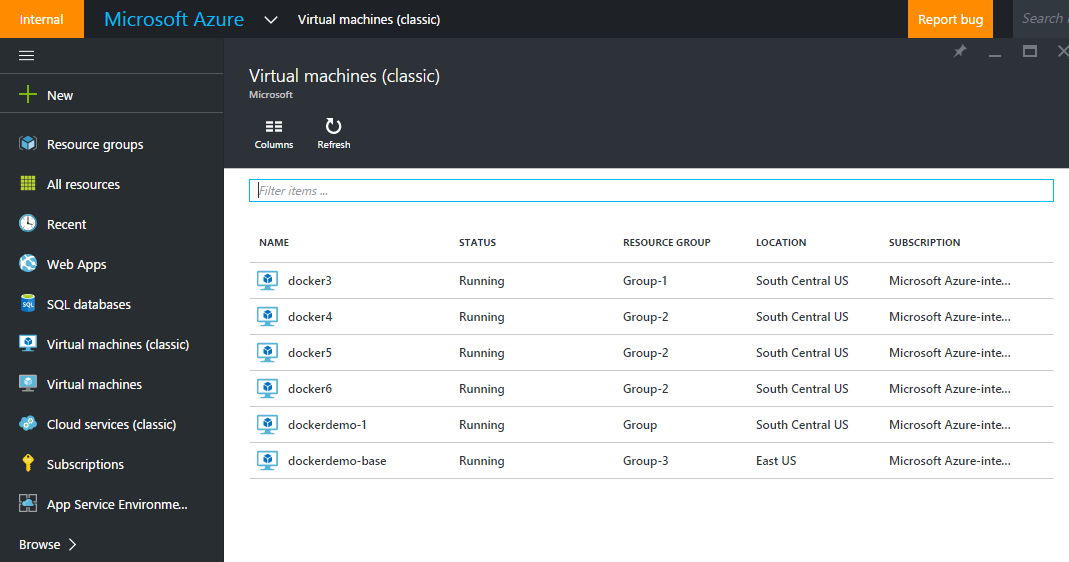 Internal Microsoft Azure Virtual machines (classic) Report bug Search
New
Resource groups
All resources
Recent
Web Apps
SQL databases
Virtual machines (classic)
Virtual machines
Cloud services (classic)
Subscriptions
App Service Environme...
Browse
Virtual machines (classic)
Microsoft
Columns Refresh
Filter items ...
NAME STATUS RESOURCE GROUP LOCATION SUBSCRIPTION
docker3 Running Group-1 South Central US Microsoft Azure-inte...
docker4 Running Group-2 South Central US Microsoft Azure-inte...
docker5 Running Group-2 South Central US Microsoft Azure-inte...
docker6 Running Group-2 South Central US Microsoft Azure-inte...
dockerdemo-1 Running Group South Central US Microsoft Azure-inte...
dockerdemo-base Running Group-3 East US Microsoft Azure-inte...